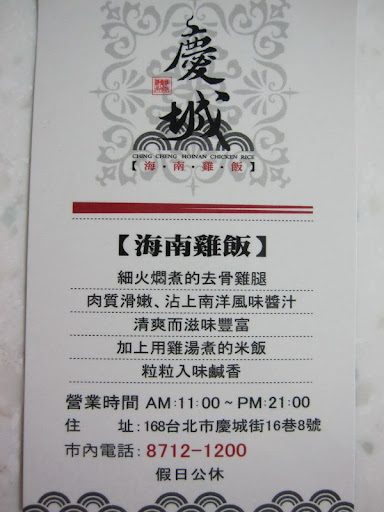 慶城
CHING CHENG HOINAN CHICKEN RICE
【海・南・雞・飯】
【海南雞飯】
細火燜煮的去骨雞腿
肉質滑嫩、沾上南洋風味醬汁
清爽而滋味豐富
加上用雞湯煮的米飯
粒粒入味鹹香
營業時間 AM:11:00 ~ PM:21:00
住 址:168台北市慶城街16巷8號
市內電話: 8712-1200
假日公休